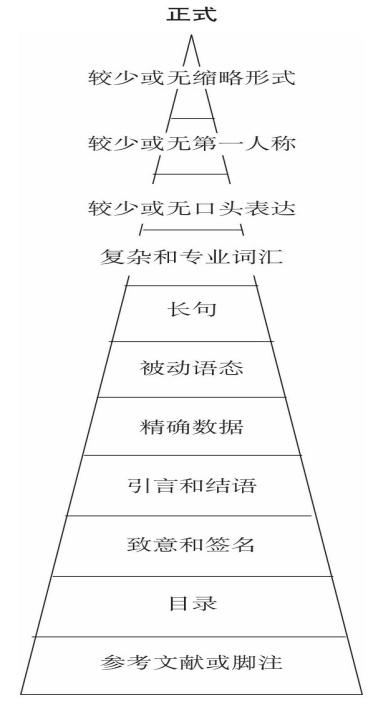 正式
较少或无缩略形式
较少或无第一人称
较少或无口头表达
复杂和专业词汇
长句
被动语态
精确数据
引言和结语
致意和签名
目录
参考文献或脚注